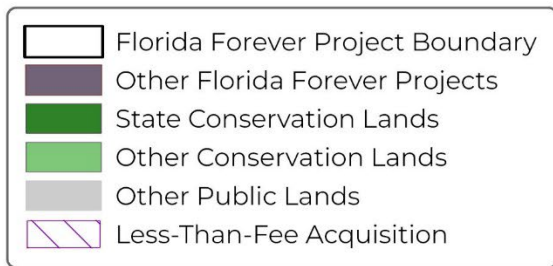 Florida Forever Project Boundary
Other Florida Forever Projects
State Conservation Lands
Other Conservation Lands
Other Public Lands
Less-Than-Fee Acquisition